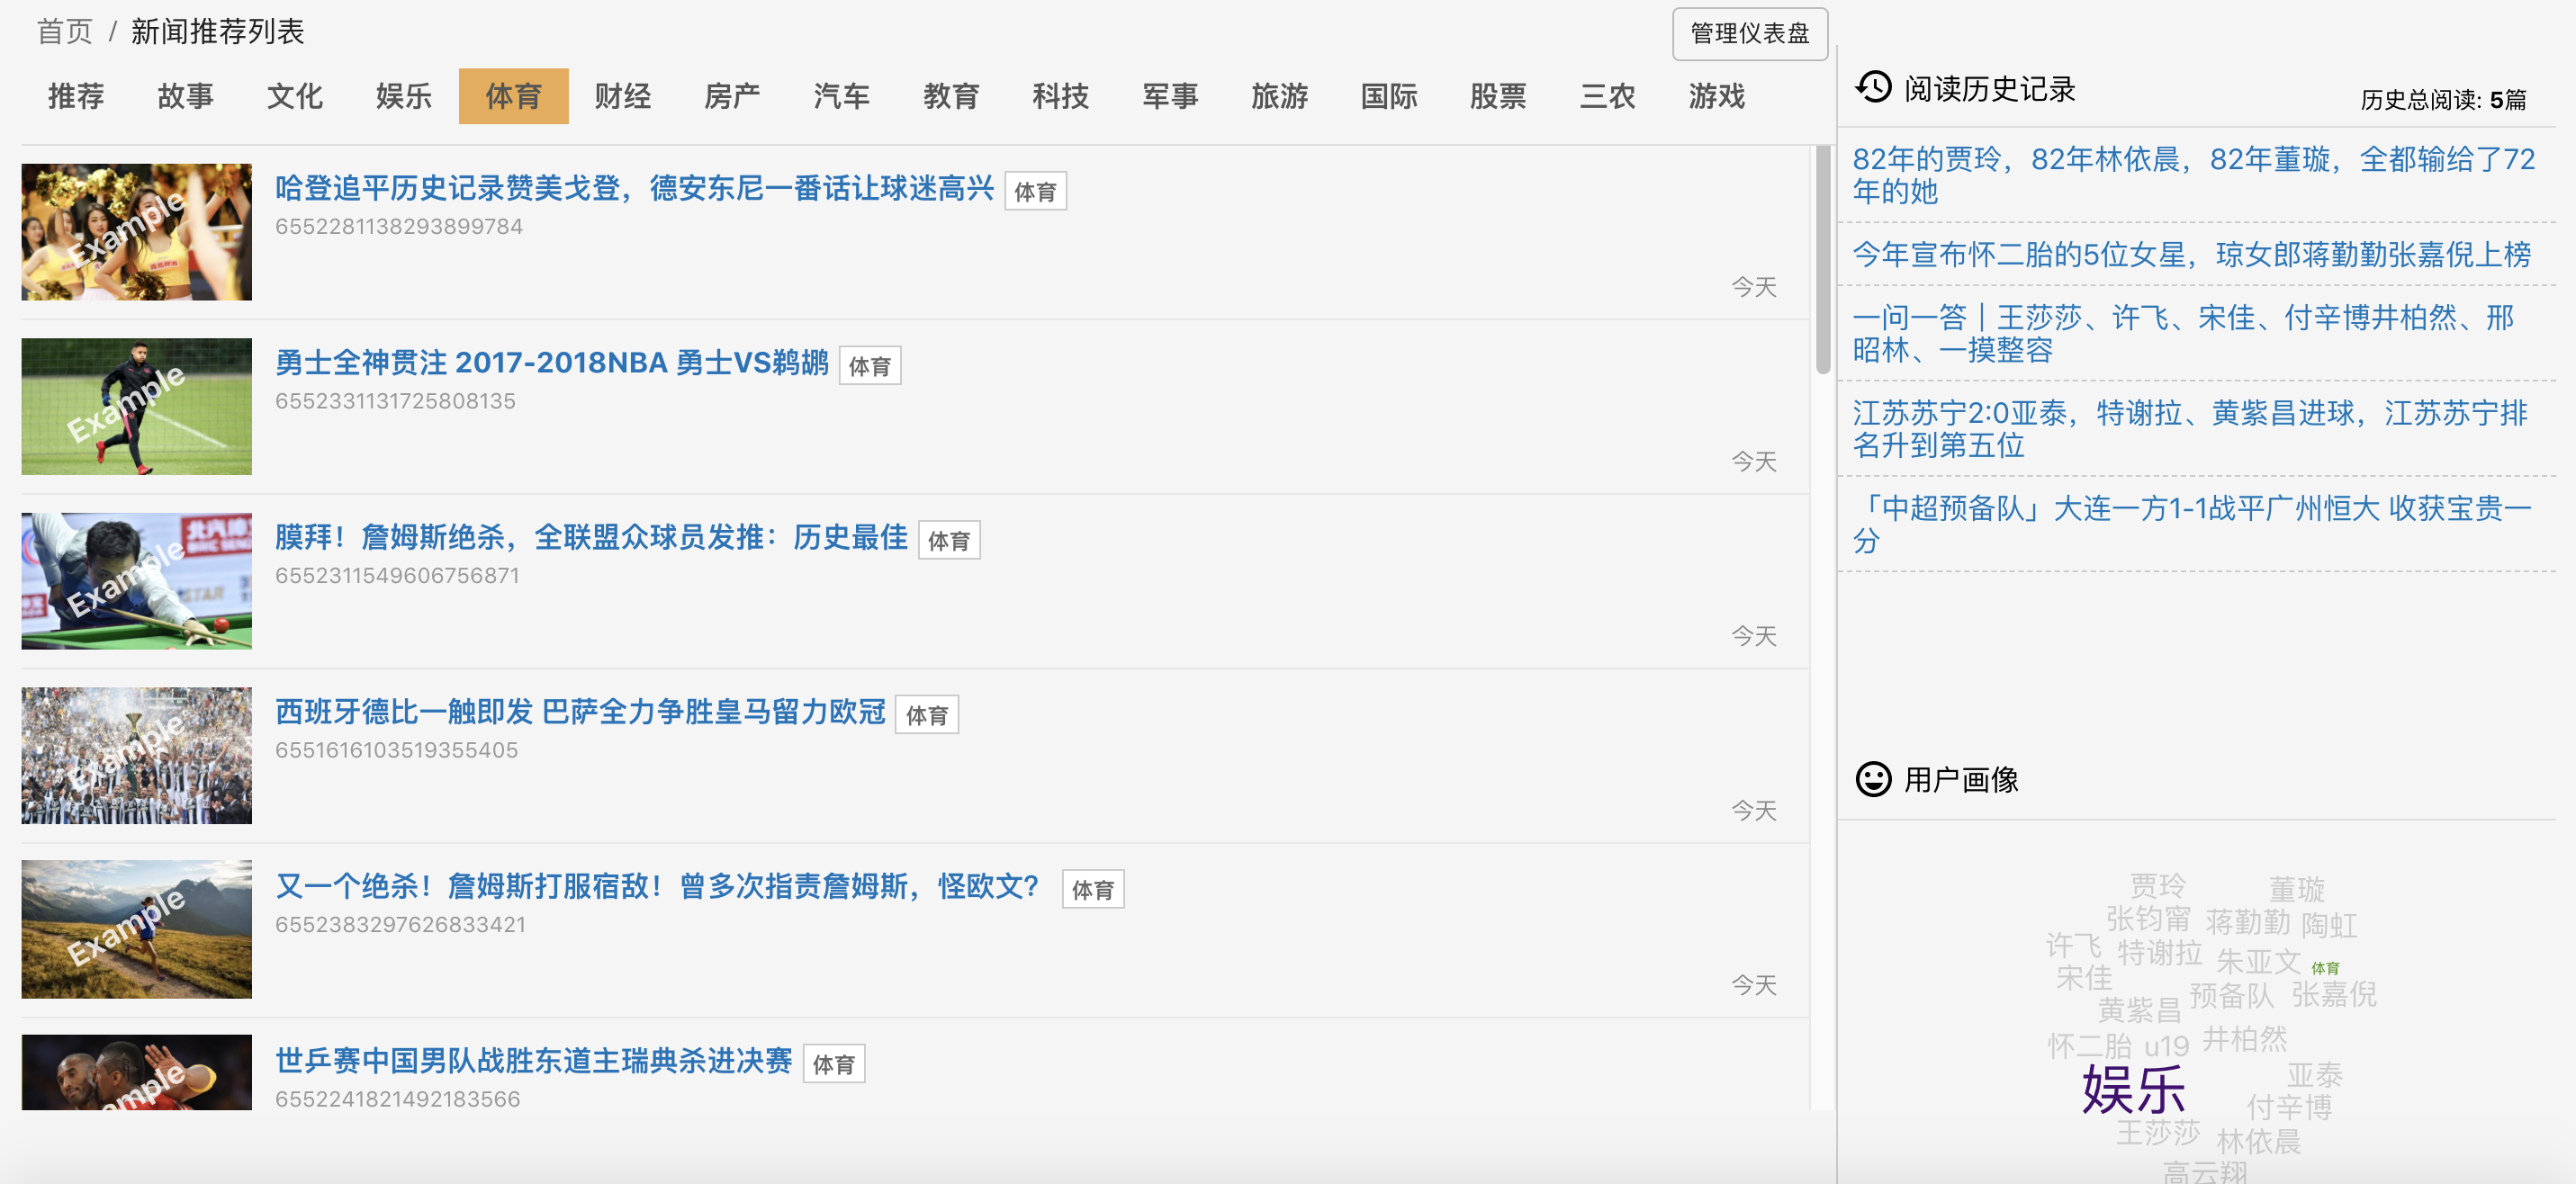 首页 / 新闻推荐列表
管理仪表盘
推荐 故事 文化 娱乐 体育 财经 房产 汽车 教育 科技 军事 旅游 国际 股票 三农 游戏
Example
哈登追平历史记录赞美戈登，德安东尼一番话让球迷高兴 体育
6552281138293899784
今天
Example
勇士全神贯注 2017-2018NBA 勇士VS鹈鹕 体育
6552331131725808135
今天
Example
膜拜！詹姆斯绝杀，全联盟众球员发推：历史最佳 体育
6552311549606756871
今天
Example
西班牙德比一触即发 巴萨全力争胜皇马留力欧冠 体育
6551616103519355405
今天
Example
又一个绝杀！詹姆斯打服宿敌！曾多次指责詹姆斯，怪欧文？ 体育
6552383297626833421
今天
ample
世乒赛中国男队战胜东道主瑞典杀进决赛 体育
6552241821492183566
阅读历史记录
历史总阅读: 5篇
82年的贾玲，82年林依晨，82年董璇，全都输给了72
年的她
今年宣布怀二胎的5位女星，琼女郎蒋勤勤张嘉倪上榜
一问一答｜王莎莎、许飞、宋佳、付辛博井柏然、邢
昭林、一摸整容
江苏苏宁2:0亚泰，特谢拉、黄紫昌进球，江苏苏宁排
名升到第五位
「中超预备队」大连一方1-1战平广州恒大 收获宝贵一
分
用户画像
贾玲 董璇
张钧甯 蒋勤勤 陶虹
许飞 特谢拉 朱亚文 体育
宋佳 预备队 张嘉倪
黄紫昌
怀二胎 u19 井柏然
娱乐 亚泰
付辛博
王莎莎 林依晨
高云翔